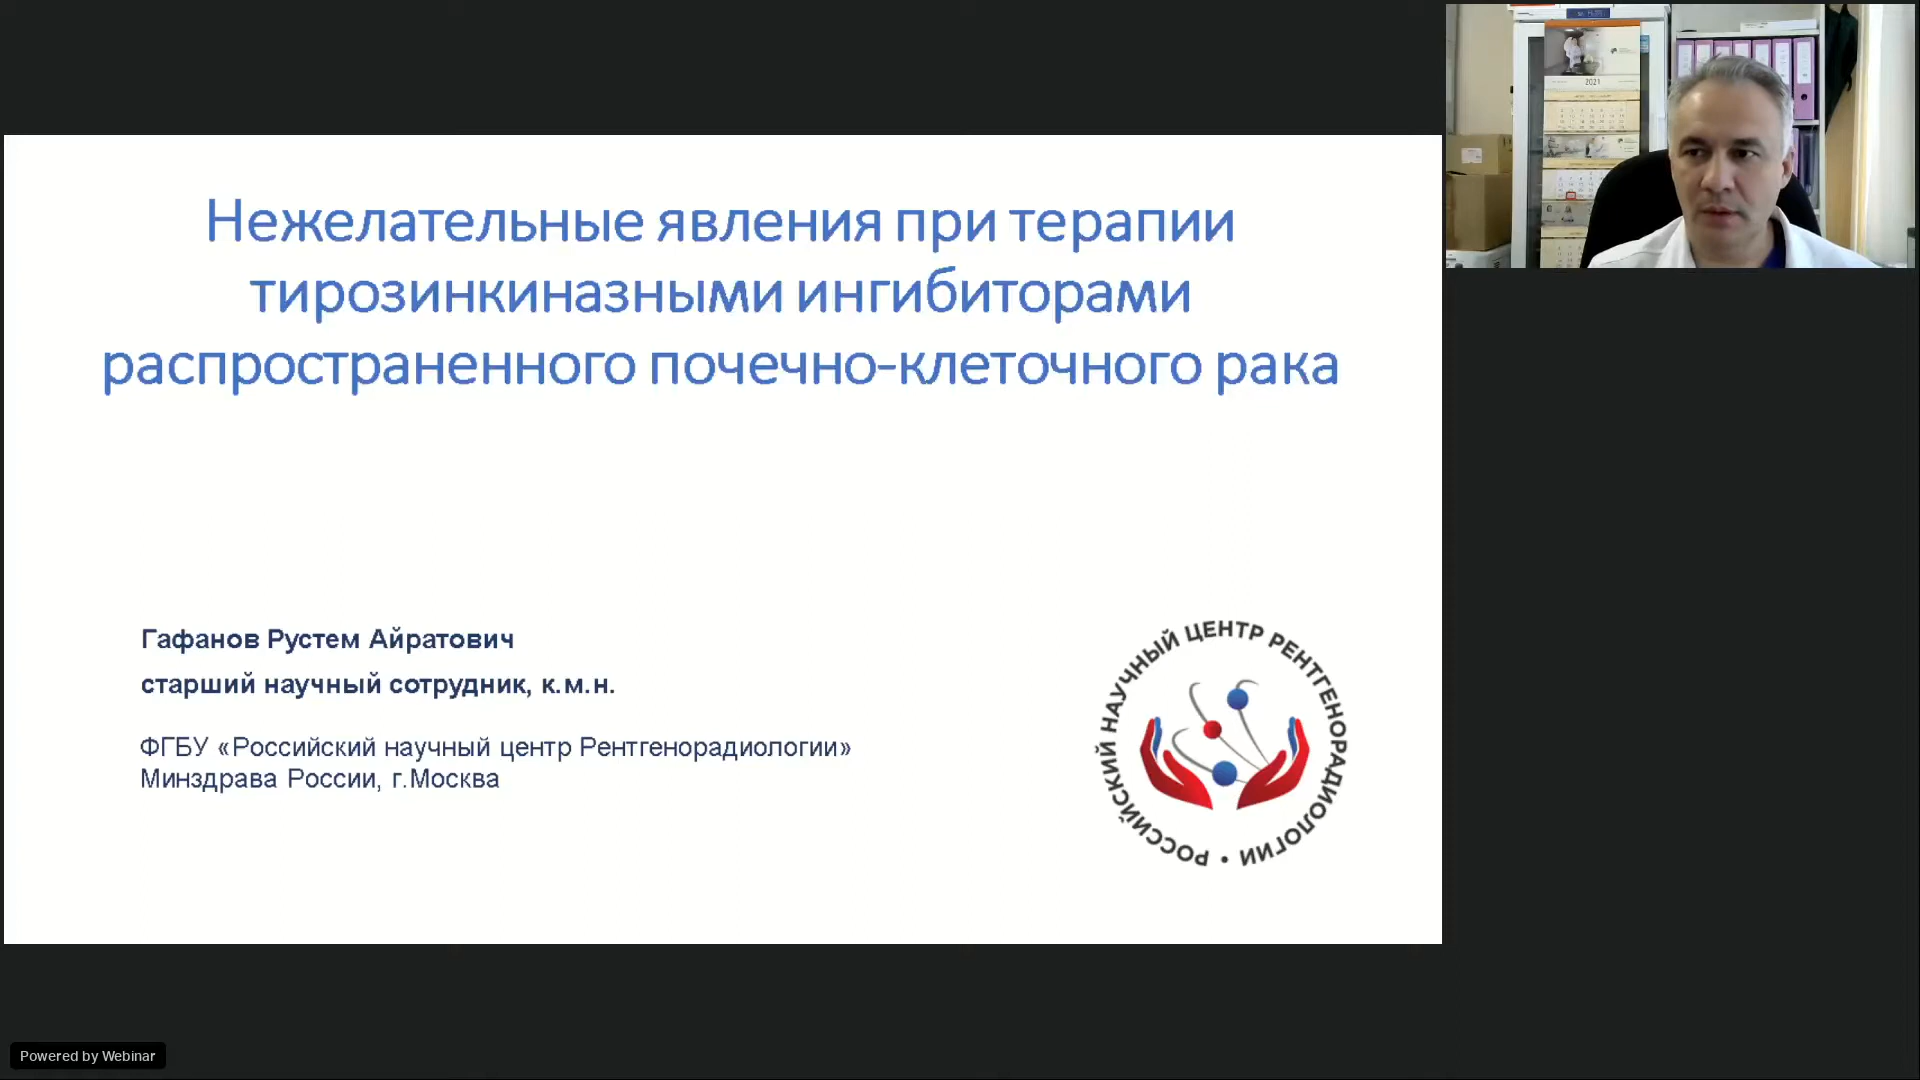 Нежелательные явления при терапии
тирозинкиназными ингибиторами
распространенного почечно-клеточного рака
Гафанов Рустем Айратович
старший научный сотрудник, к.м.н.
ФГБУ «Российский научный центр Рентгенорадиологии»
Минздрава России, г.Москва
РОССИЙСКИЙ НАУЧНЫЙ ЦЕНТР РЕНТГЕНОРАДИОЛОГИИ •
2021
Powered by Webinar